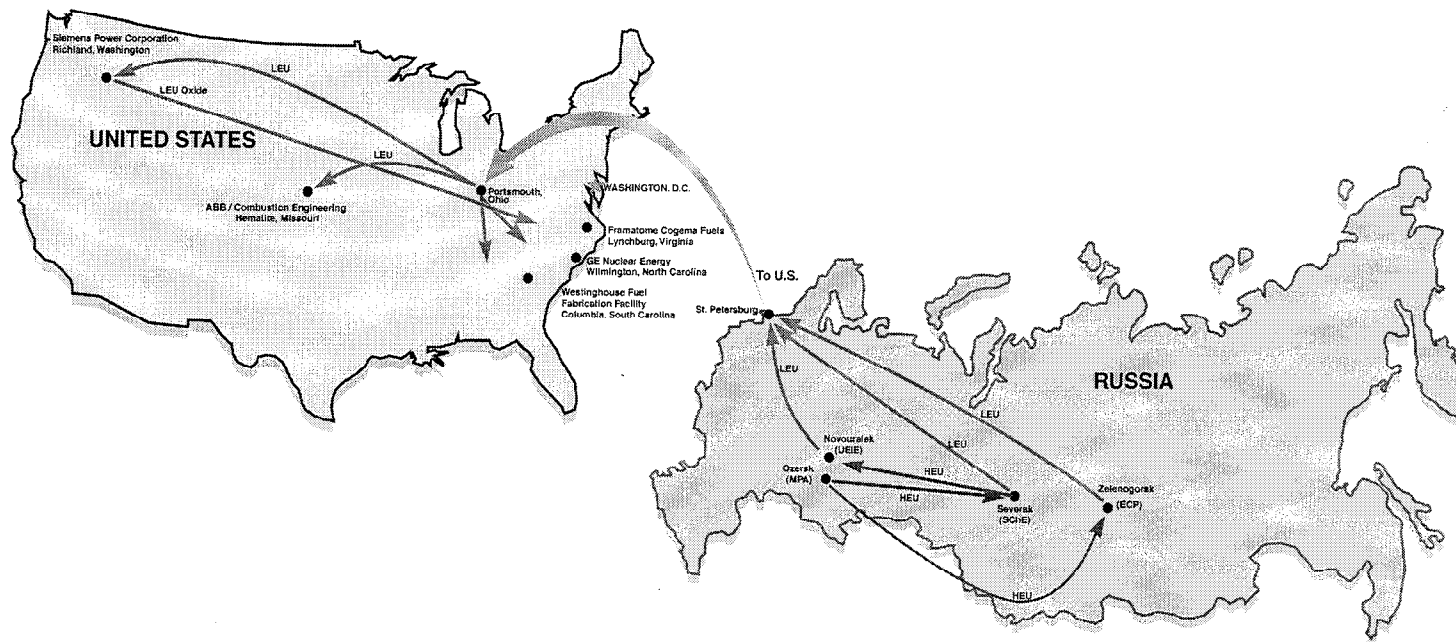 Siemens Power Corporation
Richland, Washington
LEU
LEU Oxide
UNITED STATES
LEU
Portsmouth,
Ohio
WASHINGTON, D.C.
ABB / Combustion Engineering
Hematite, Missouri
Framatome Cogema Fuels
Lynchburg, Virginia
GE Nuclear Energy
Wilmington, North Carolina
Westinghouse Fuel
Fabrication Facility
Columbia, South Carolina
To U.S.
St. Petersburg
LEU
RUSSIA
LEU
LEU
Novouralsk
(UEIE)
HEU
Ozersk
(MPA)
HEU
Seversk
(SChE)
Zelenogorsk
(ECP)
HEU